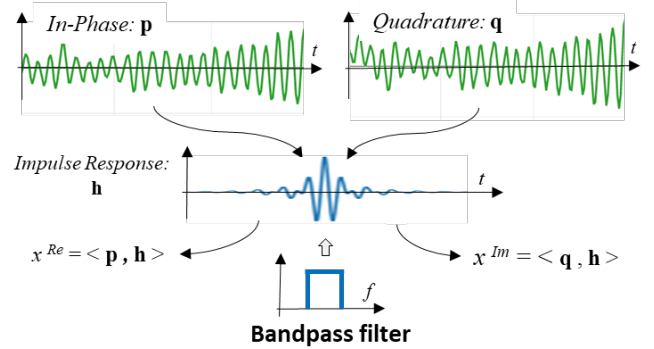 In-Phase: p
Quadrature: q
t
t
Impulse Response:
h
t
x Re = < p , h >
x Im = < q , h >
f
Bandpass filter